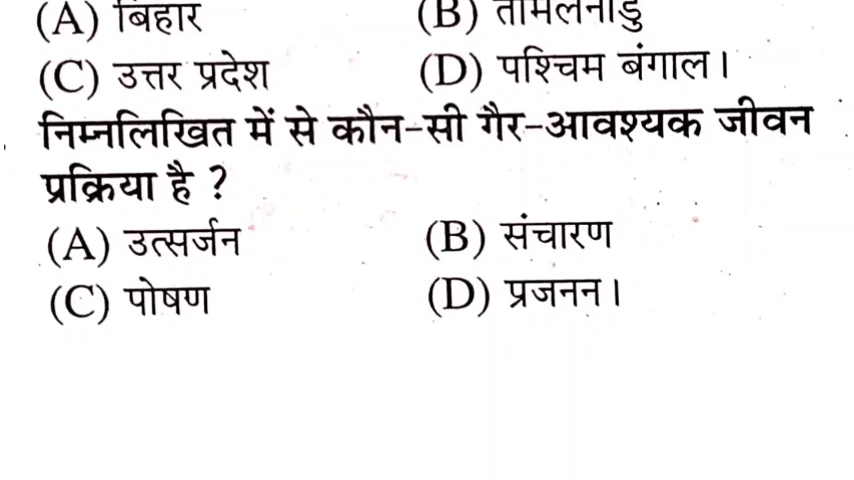 (A) बिहार (B) तामिलनाडु
(C) उत्तर प्रदेश (D) पश्चिम बंगाल।
निम्नलिखित में से कौन-सी गैर-आवश्यक जीवन
प्रक्रिया है ?
(A) उत्सर्जन (B) संचारण
(C) पोषण (D) प्रजनन।